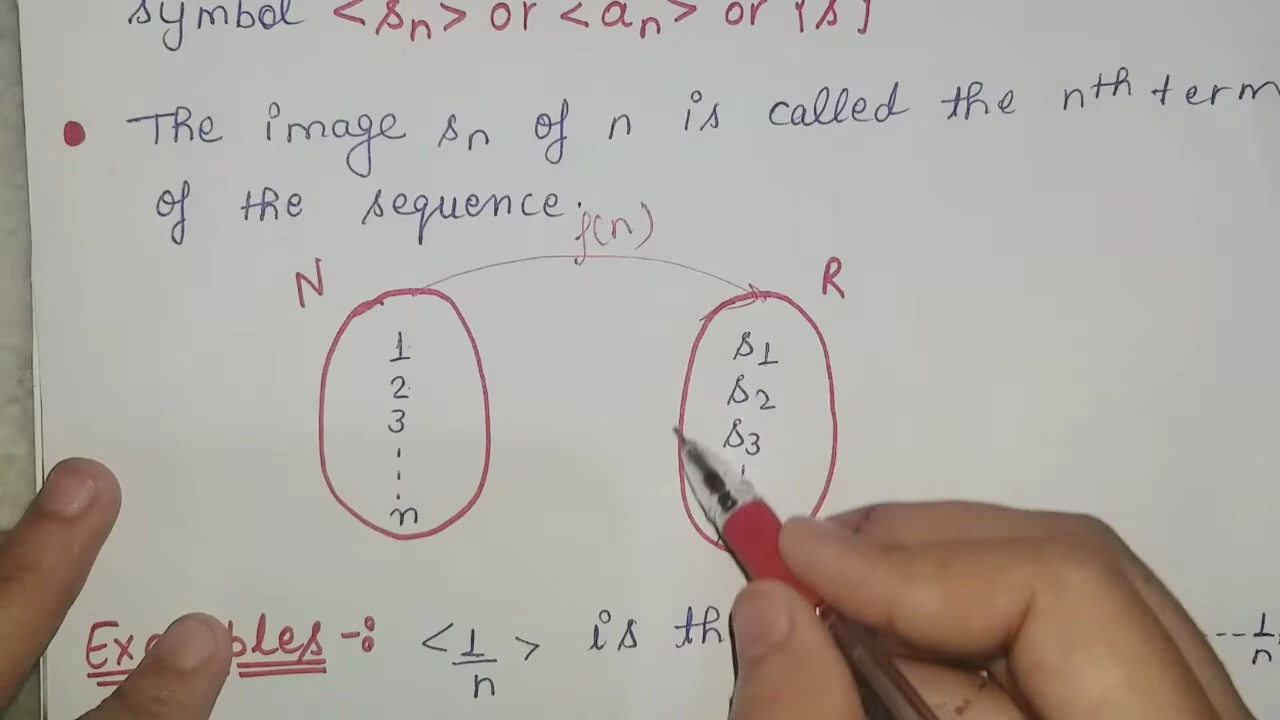 symbol <sn> or <an> or {s}
• The image sn of n is called the nth term
of the sequence.
f(n)
N R
1 s1
2 s2
3 s3
n
Examples -: <1/n> is th ---1/n